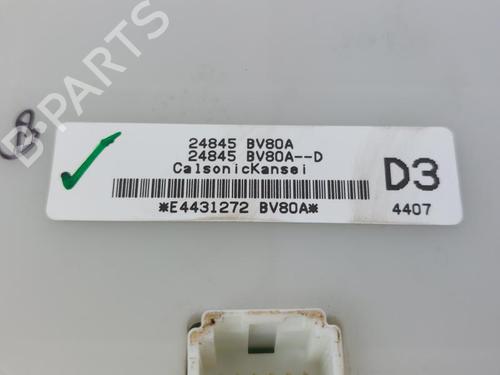 24845 BV80A
24845 BV80A--D
CalsonicKansei
D3
*E4431272 BV80A*
4407
B-PARTS